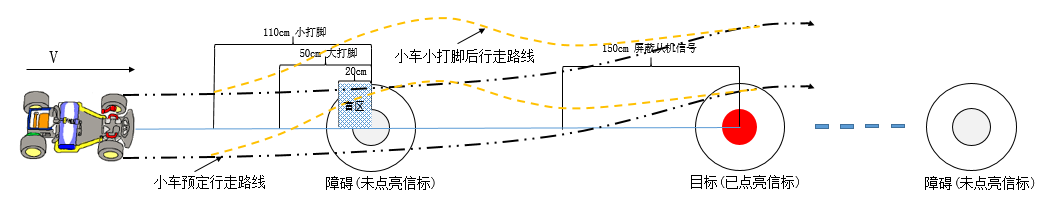 110cm 小打脚
V
50cm 大打脚
小车小打脚后行走路线
150cm 屏蔽从机信号
20cm
盲区
小车预定行走路线
障碍(未点亮信标)
目标(已点亮信标)
障碍(未点亮信标)